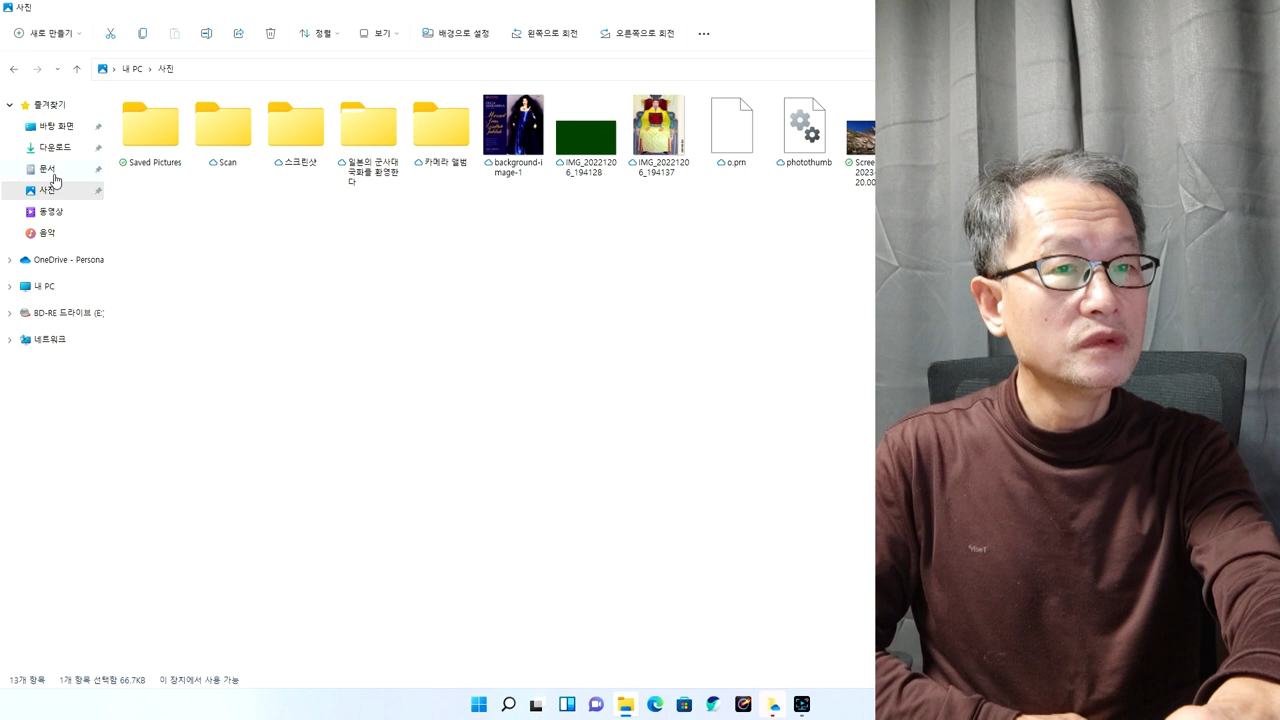 사진
새로 만들기
정렬
보기
배경으로 설정
왼쪽으로 회전
오른쪽으로 회전
내 PC
사진
즐겨찾기
바탕 화면
다운로드
문서
사진
동영상
음악
OneDrive - Persona
내 PC
BD-RE 드라이브 (E:
네트워크
Saved Pictures
Scan
스크린샷
일본의 군사대
국화를 환영한
다
카메라 앨범
background-i
mage-1
IMG_2022120
6_194128
IMG_2022120
6_194137
o.prn
photothumb
Scree
2023-
20.00
13개 항목
1개 항목 선택함 66.7KB
이 장치에서 사용 가능